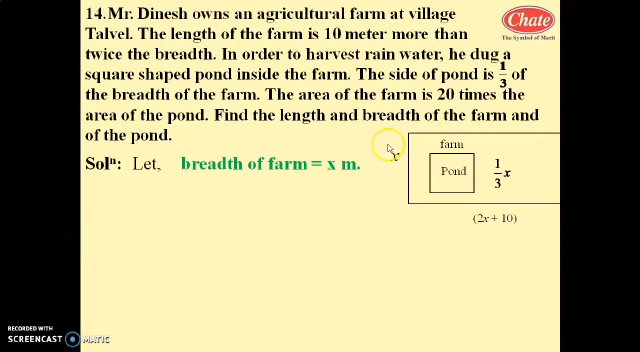 14.Mr. Dinesh owns an agricultural farm at village
Talvel. The length of the farm is 10 meter more than
twice the breadth. In order to harvest rain water, he dug a
square shaped pond inside the farm. The side of pond is 1/3 of
the breadth of the farm. The area of the farm is 20 times the
area of the pond. Find the length and breadth of the farm and
of the pond.
Chate
The Symbol of Merit
Solⁿ: Let, breadth of farm = x m.
farm
x
Pond 1/3 x
(2x + 10)
RECORDED WITH
SCREENCAST MATIC